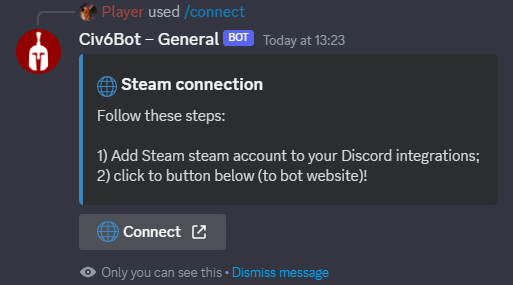 Player used /connect
Civ6Bot – General BOT Today at 13:23
Steam connection
Follow these steps:
1) Add Steam steam account to your Discord integrations;
2) click to button below (to bot website)!
Connect
Only you can see this • Dismiss message